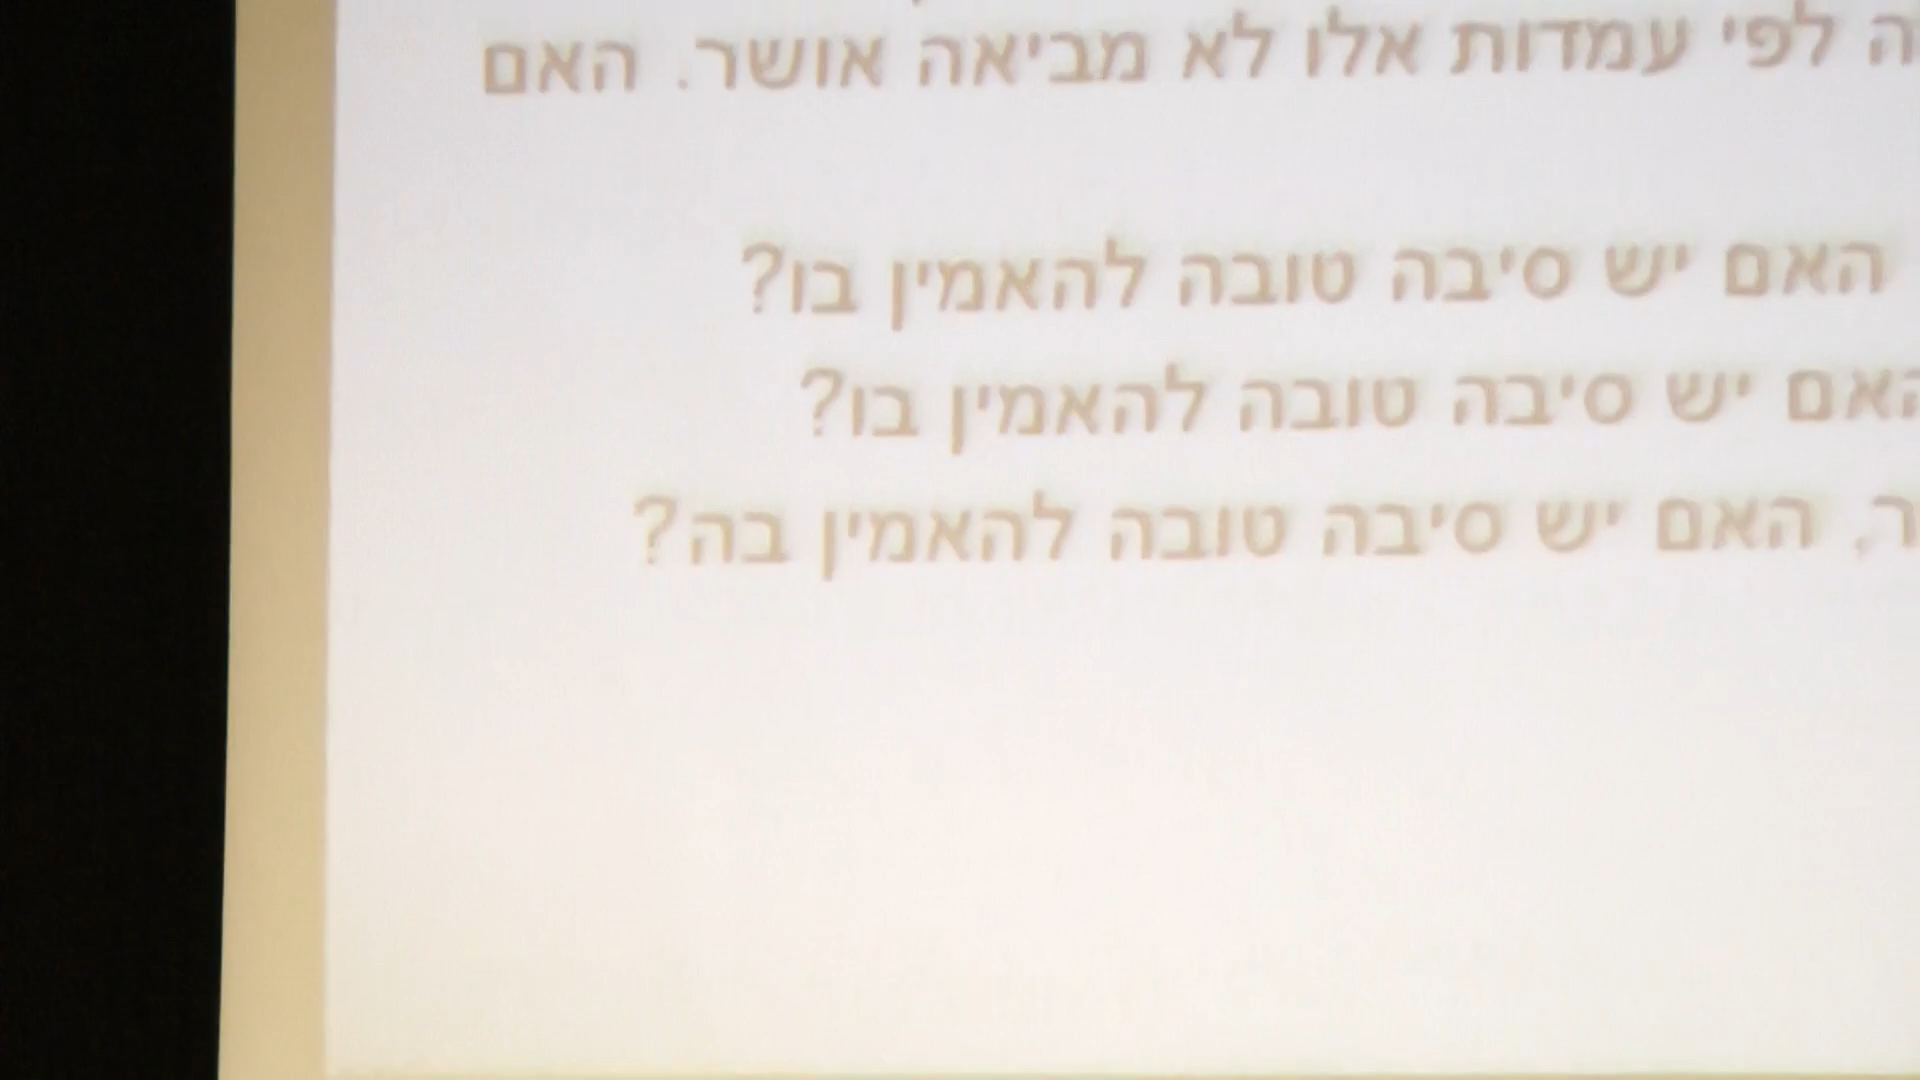 לפי עמדות אלו לא מביאה אושר. האם
האם יש סיבה טובה להאמין בו?
האם יש סיבה טובה להאמין בו?
האם יש סיבה טובה להאמין בה?